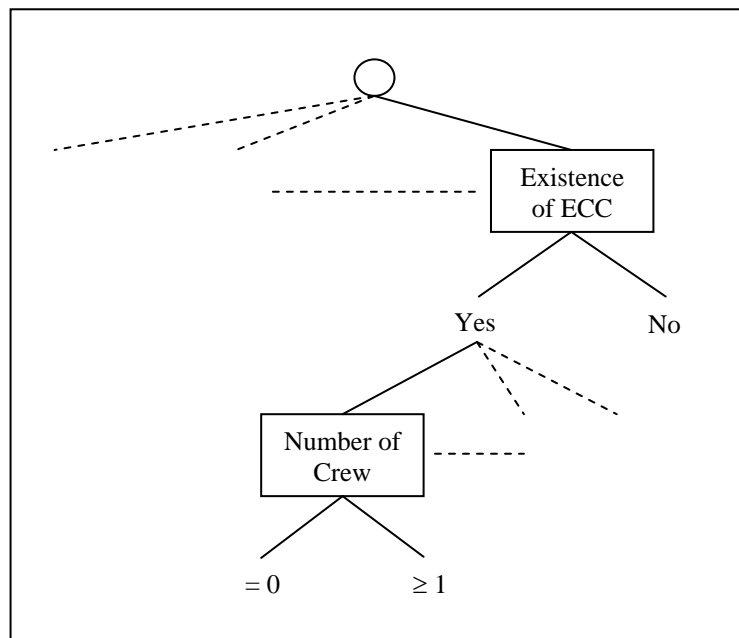 Existence
of ECC
Yes
No
Number of
Crew
= 0
≥ 1